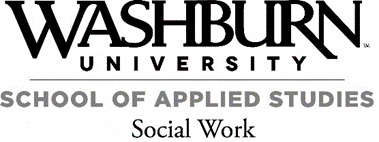 WASHBURN
UNIVERSITY
SCHOOL OF APPLIED STUDIES
Social Work